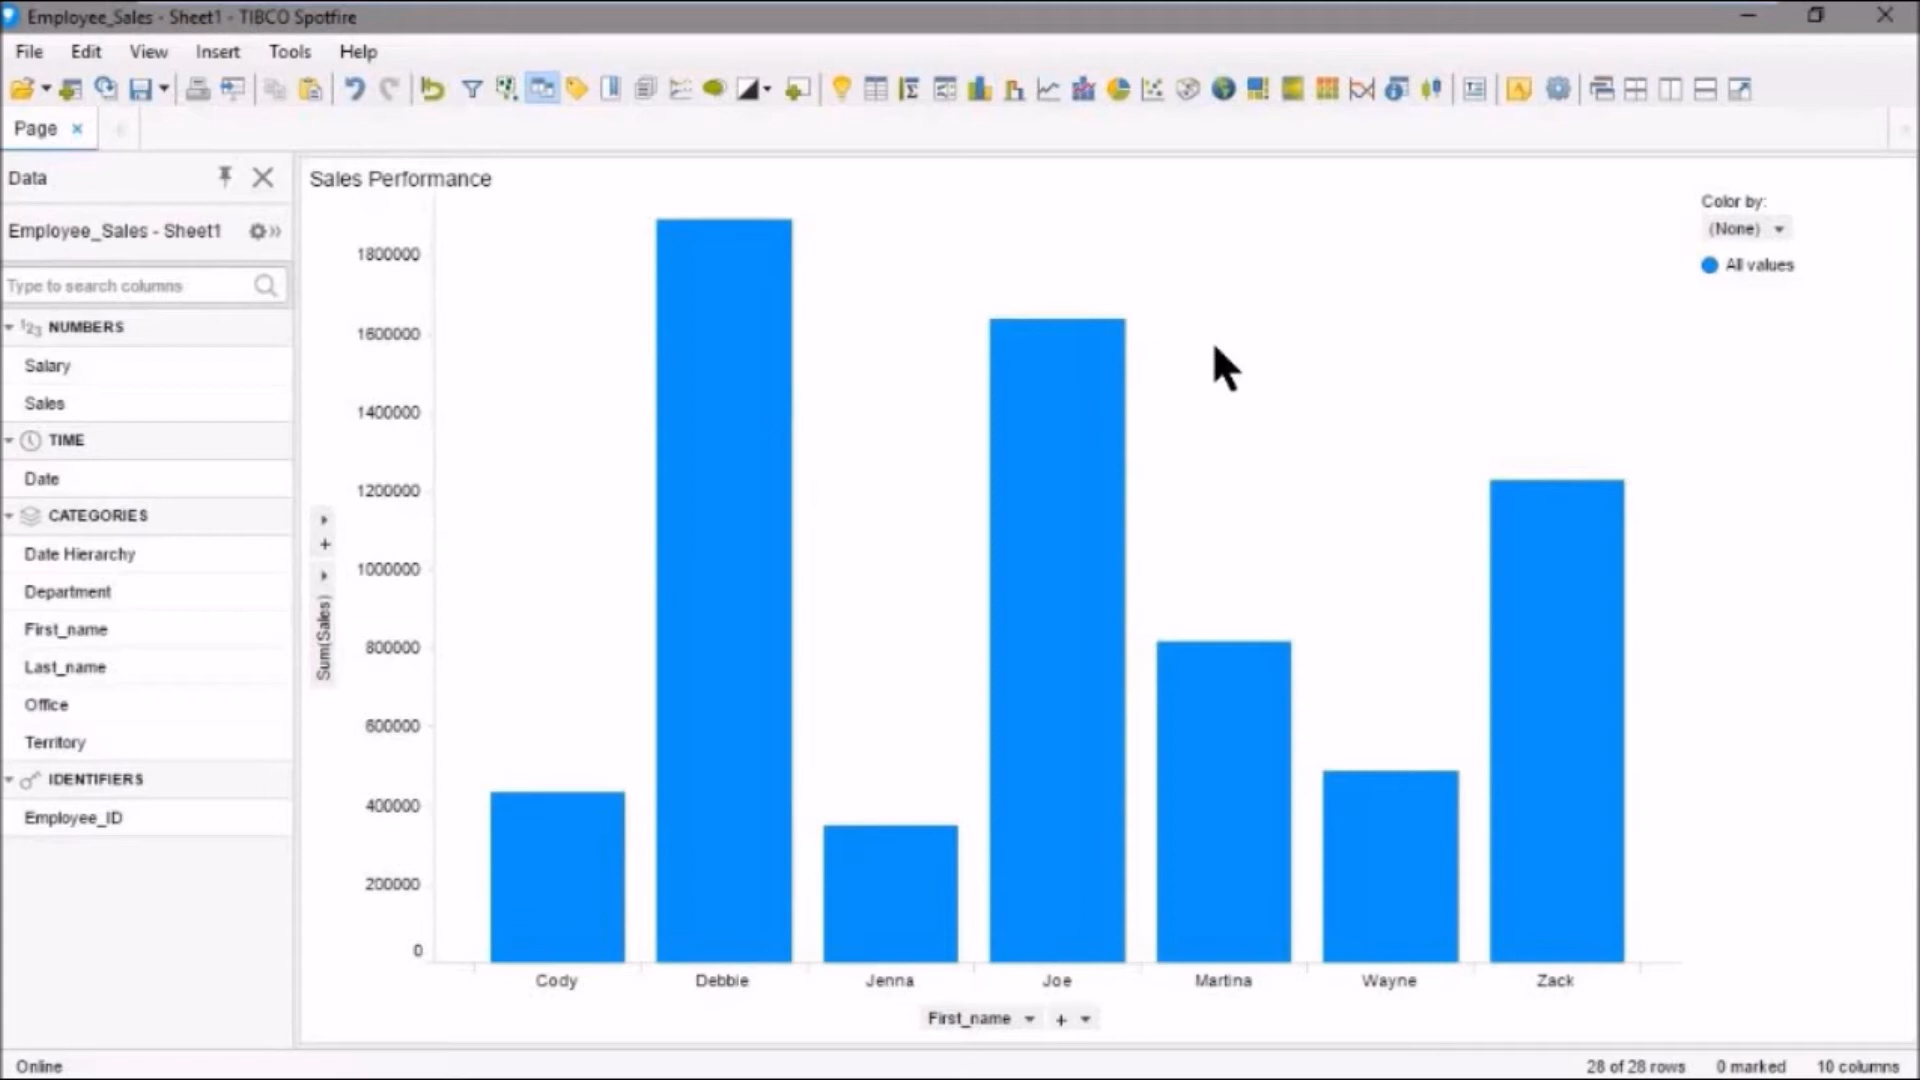 Employee_Sales - Sheet1 - TIBCO Spotfire
File Edit View Insert Tools Help
Page
Data
Employee_Sales - Sheet1
Type to search columns
NUMBERS
Salary
Sales
TIME
Date
CATEGORIES
Date Hierarchy
Department
First_name
Last_name
Office
Territory
IDENTIFIERS
Employee_ID
Sales Performance
1800000
1600000
1400000
1200000
1000000
800000
600000
400000
200000
0
Sum(Sales)
Cody Debbie Jenna Joe Martina Wayne Zack
First_name
Color by:
(None)
All values
Online
28 of 28 rows 0 marked 10 columns